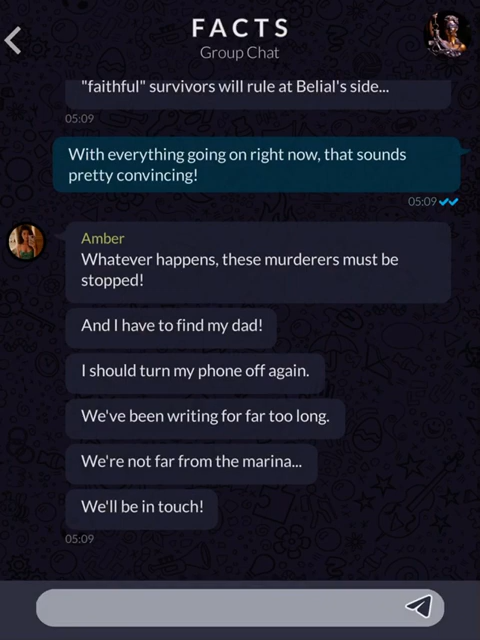 FACTS
Group Chat
"faithful" survivors will rule at Belial's side...
05:09
With everything going on right now, that sounds
pretty convincing!
05:09
Amber
Whatever happens, these murderers must be
stopped!
And I have to find my dad!
I should turn my phone off again.
We've been writing for far too long.
We're not far from the marina...
We'll be in touch!
05:09